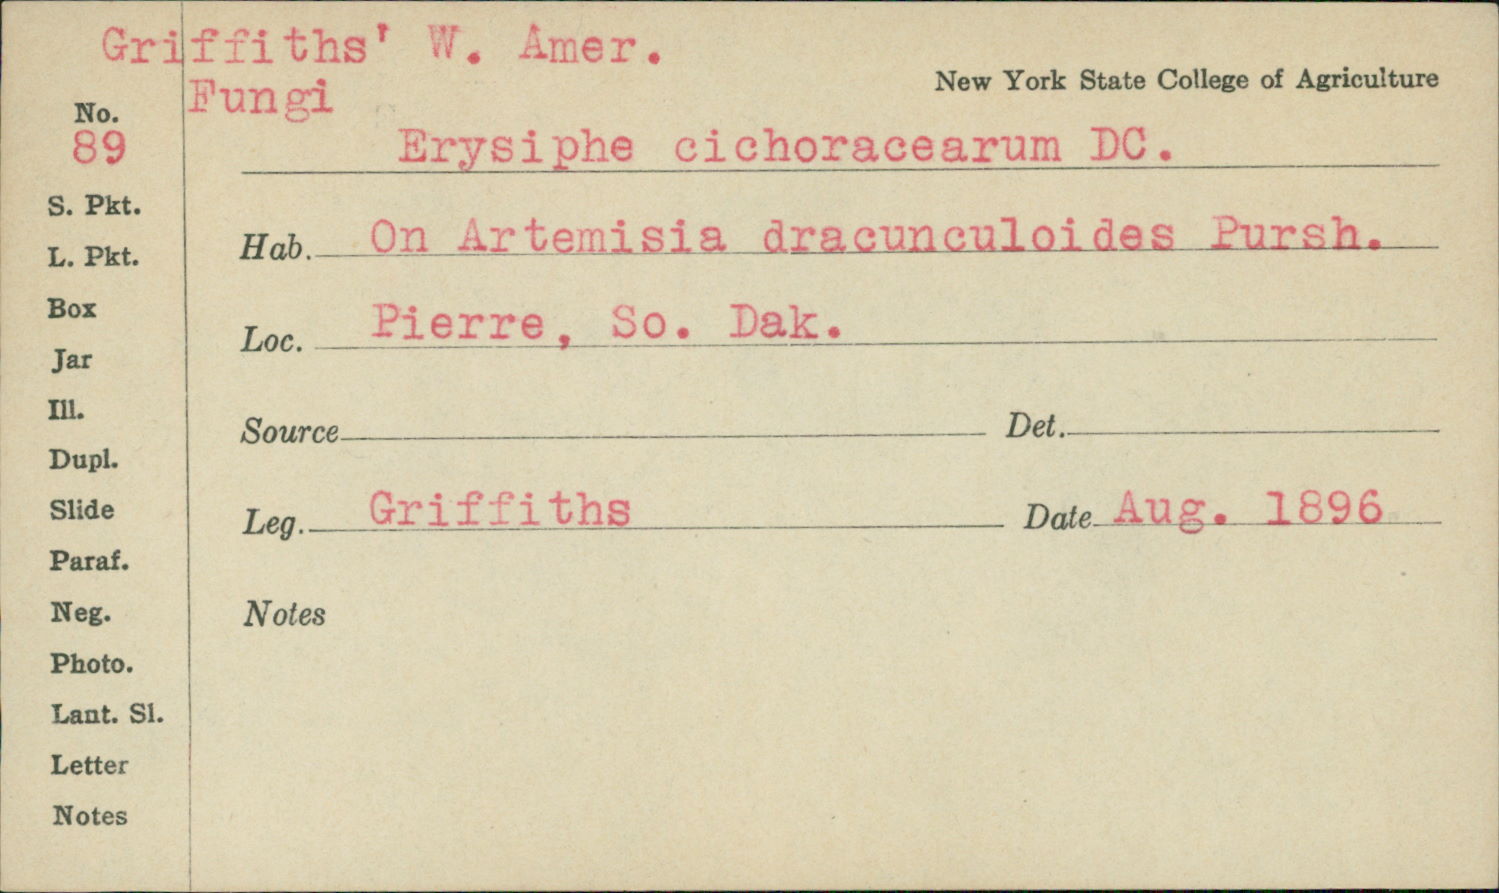 Griffiths' W. Amer.
Fungi
New York State College of Agriculture
No.
89
Erysiphe cichoracearum DC.
S. Pkt.
L. Pkt.
Box
Jar
Ill.
Dupl.
Slide
Paraf.
Neg.
Photo.
Lant. Sl.
Letter
Notes
Hab. On Artemisia dracunculoides Pursh.
Loc. Pierre, So. Dak.
Source Det.
Leg. Griffiths Date Aug. 1896
Notes